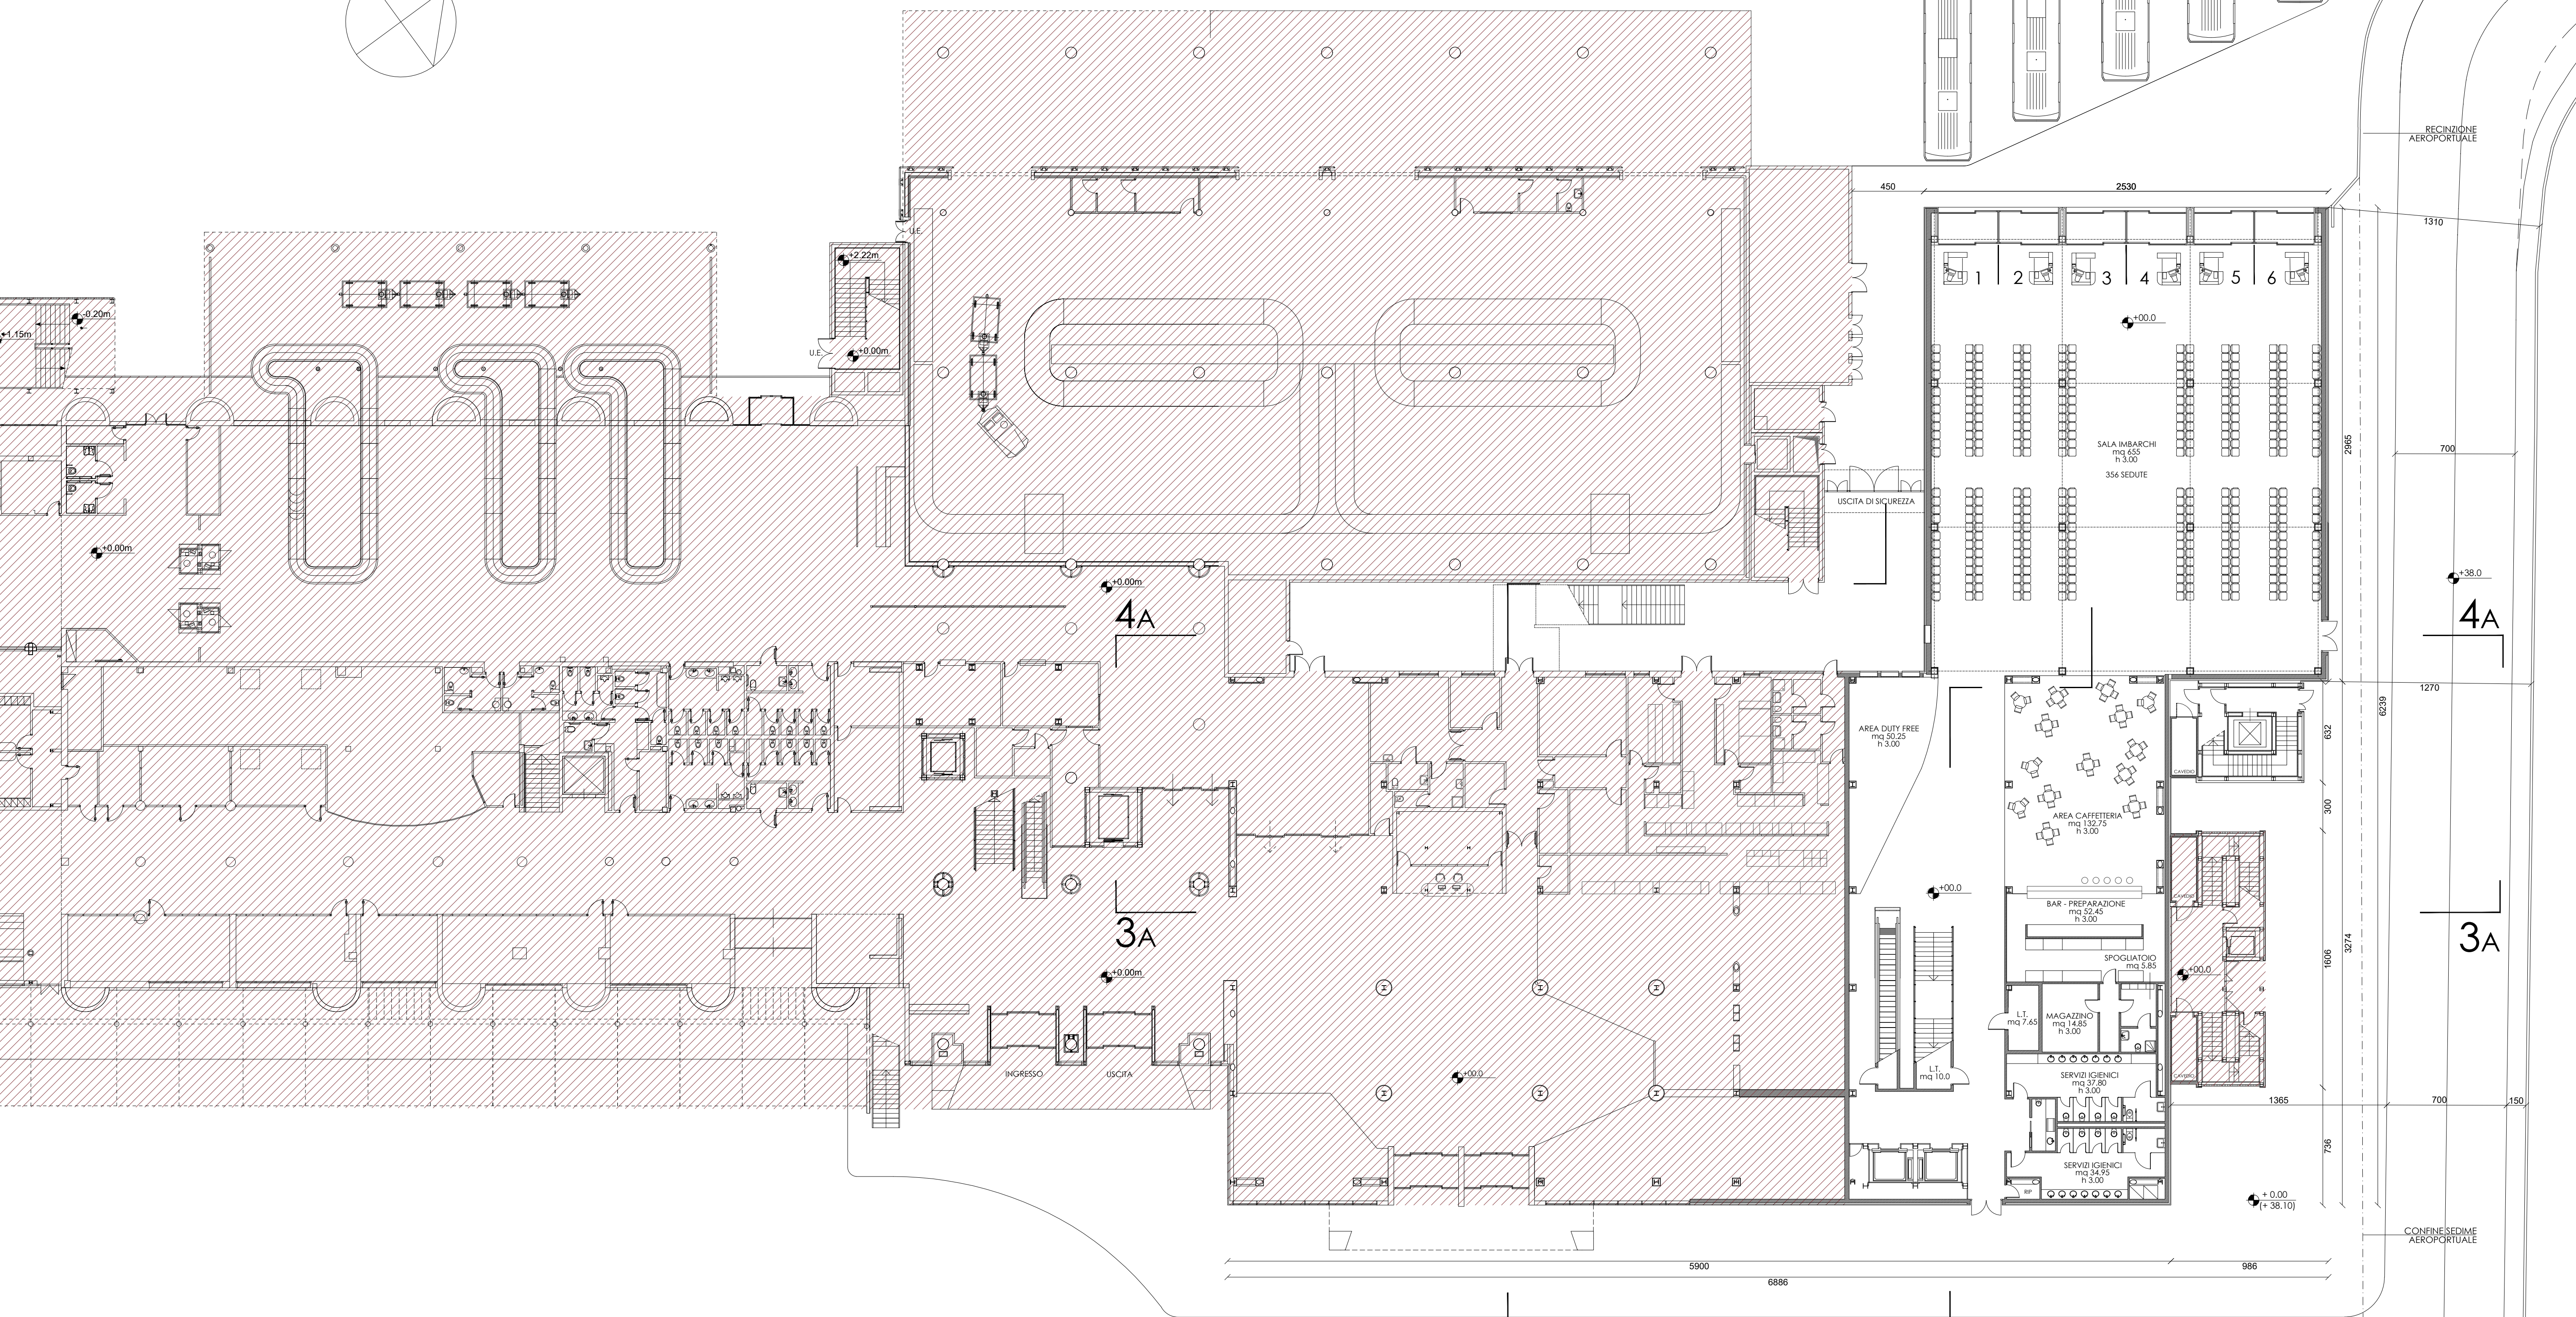 RECINZIONE
AEROPORTUALE
450
2530
1310
U.E.
+2.22m
1
2
3
4
5
6
-0.20m
+00.0
-1.15m
U.E.
+0.00m
SALA IMBARCHI
mq 655
h 3.00
356 SEDUTE
2965
700
USCITA DI SICUREZZA
+0.00m
+0.00m
+38.0
4A
4A
1270
6239
AREA DUTY FREE
mq 50.25
h 3.00
632
CAVEDIO
300
AREA CAFFETTERIA
mq 132.75
h 3.00
+00.0
CAVEDIO
BAR - PREPARAZIONE
mq 52.45
h 3.00
3A
3A
3274
1606
SPOGLIATOIO
mq 5.85
+0.00m
+00.0
L.T.
mq 7.65
MAGAZZINO
mq 14.85
h 3.00
INGRESSO
USCITA
+00.0
L.T.
mq 10.0
SERVIZI IGIENICI
mq 37.80
h 3.00
CAVEDIO
1365
700
150
736
SERVIZI IGIENICI
mq 34.95
h 3.00
RIP
+ 0.00
(+ 38.10)
CONFINE SEDIME
AEROPORTUALE
5900
986
6886